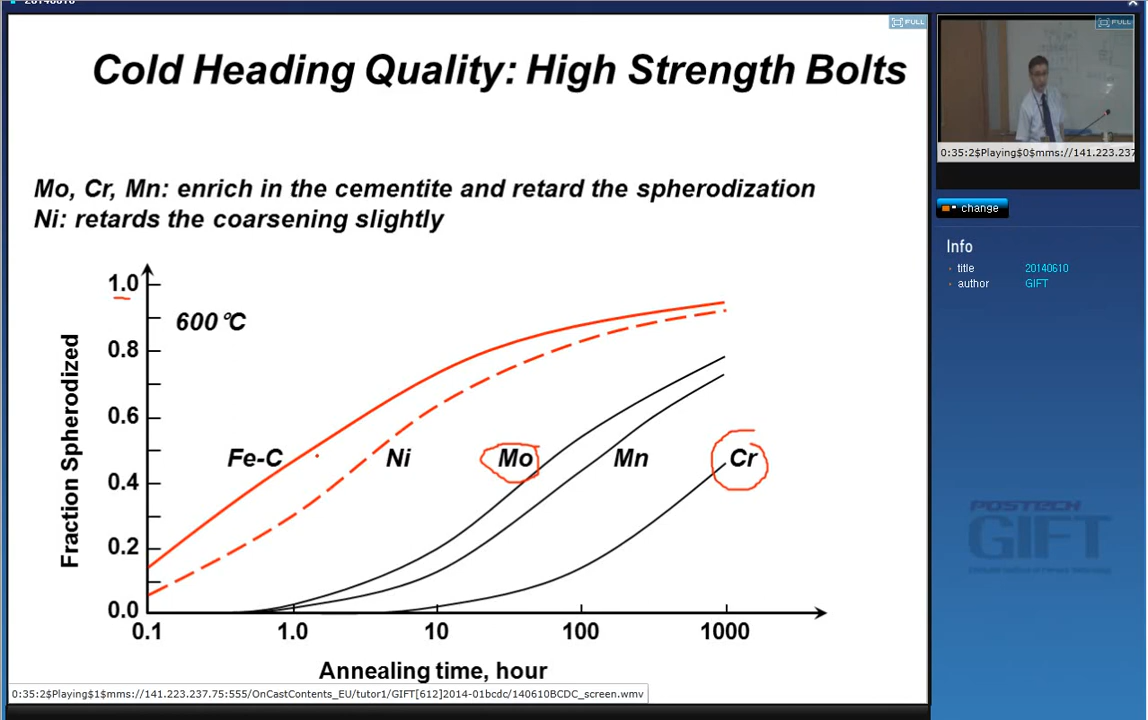 20140610
FULL
Cold Heading Quality: High Strength Bolts
Mo, Cr, Mn: enrich in the cementite and retard the spherodization
Ni: retards the coarsening slightly
1.0
600℃
0.8
0.6
Fe-C
Ni
Mo
Mn
Cr
0.4
0.2
0.0
Fraction Spherodized
0.1
1.0
10
100
1000
Annealing time, hour
0:35:2$Playing$1$mms://141.223.237.75:555/OnCastContents_EU/tutor1/GIFT[612]2014-01bcdc/140610BCDC_screen.wmv
FULL
0:35:2$Playing$0$mms://141.223.237
change
Info
title 20140610
author GIFT
POSTECH
GIFT